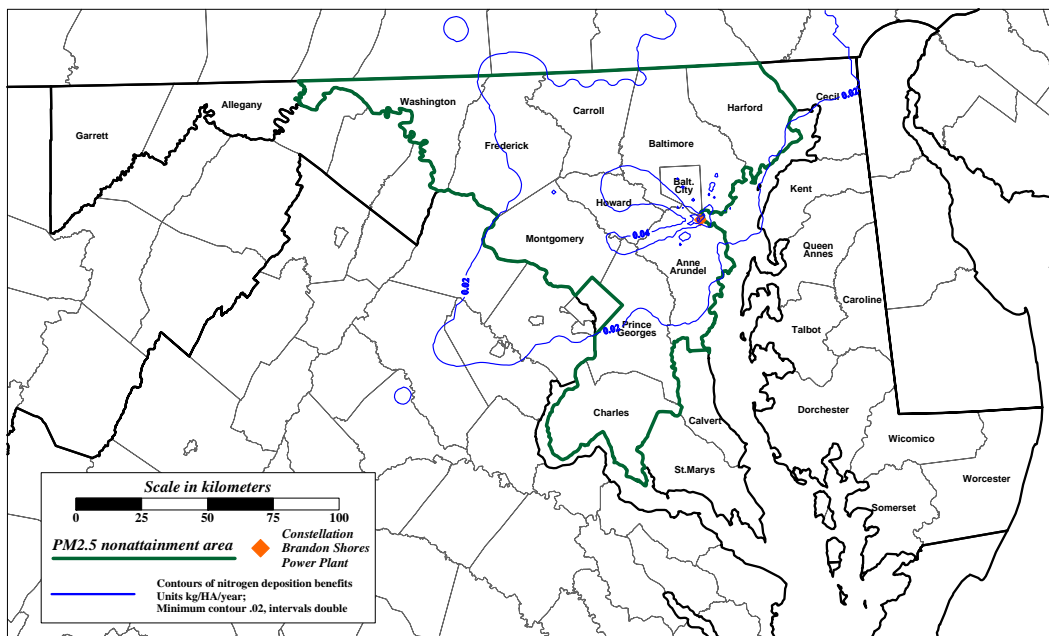 Cecil
0.02
Allegany
Washington
Harford
Carroll
Garrett
Baltimore
Frederick
Balt.
City
Kent
Howard
0.04
Montgomery
Queen
Annes
Anne
Arundel
0.02
Caroline
0.02
Prince
Georges
Talbot
Charles
Dorchester
Calvert
Wicomico
St.Marys
Worcester
Somerset
Scale in kilometers
0 25 50 75 100
PM2.5 nonattainment area
Constellation
Brandon Shores
Power Plant
Contours of nitrogen deposition benefits
Units kg/HA/year;
Minimum contour .02, intervals double